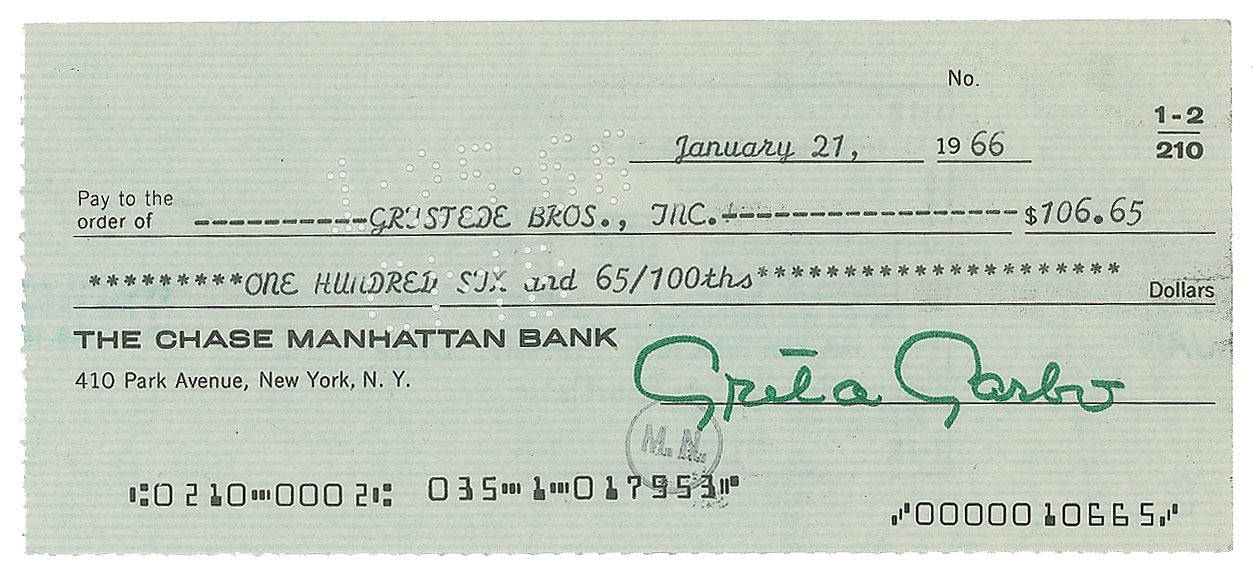 No.
1-2
January 21, 1966
210
Pay to the
order of ----------GRISTEDE BROS., INC.------------------$106.65
*********ONE HUNDRED SIX and 65/100ths*********************
Dollars
THE CHASE MANHATTAN BANK
410 Park Avenue, New York, N. Y.
Greta Garbo
M. N.
⑆0210⑉0002⑆ 035⑉1⑉017953⑈
⑈0000010665⑈